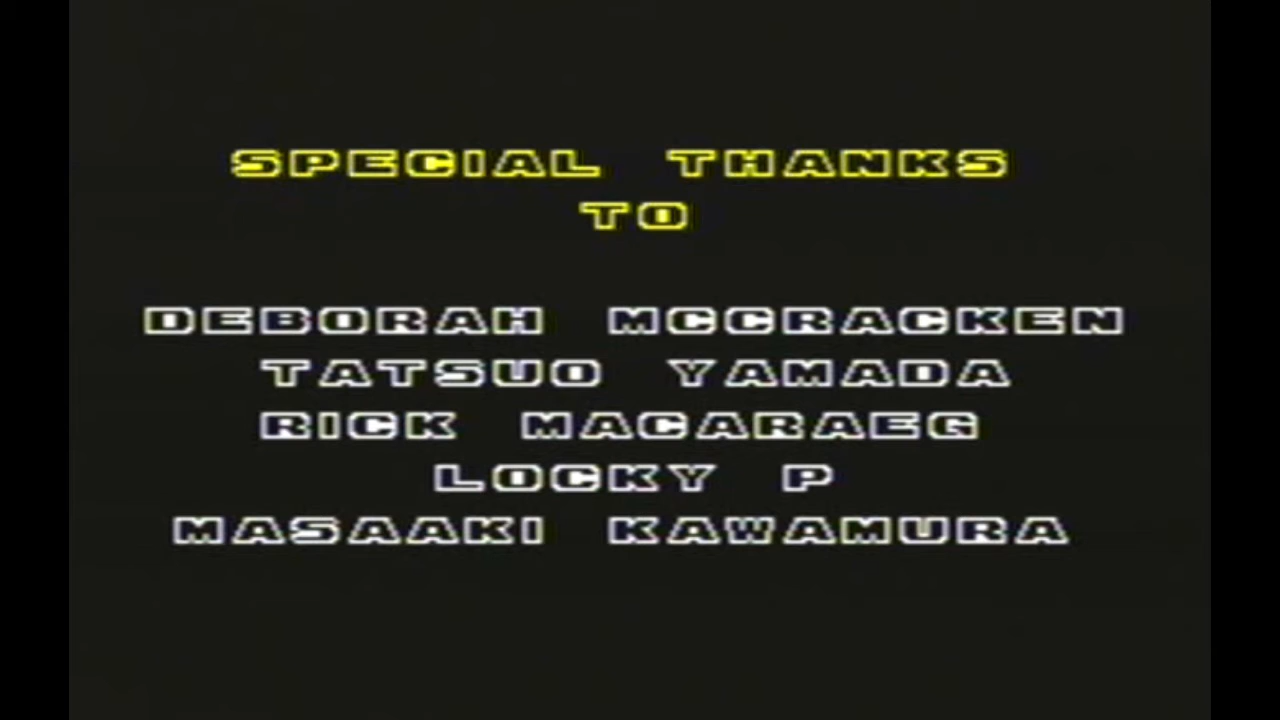 SPECIAL THANKS
TO
DEBORAH MCCRACKEN
TATSUO YAMADA
RICK MACARAEG
LOCKY P
MASAAKI KAWAMURA